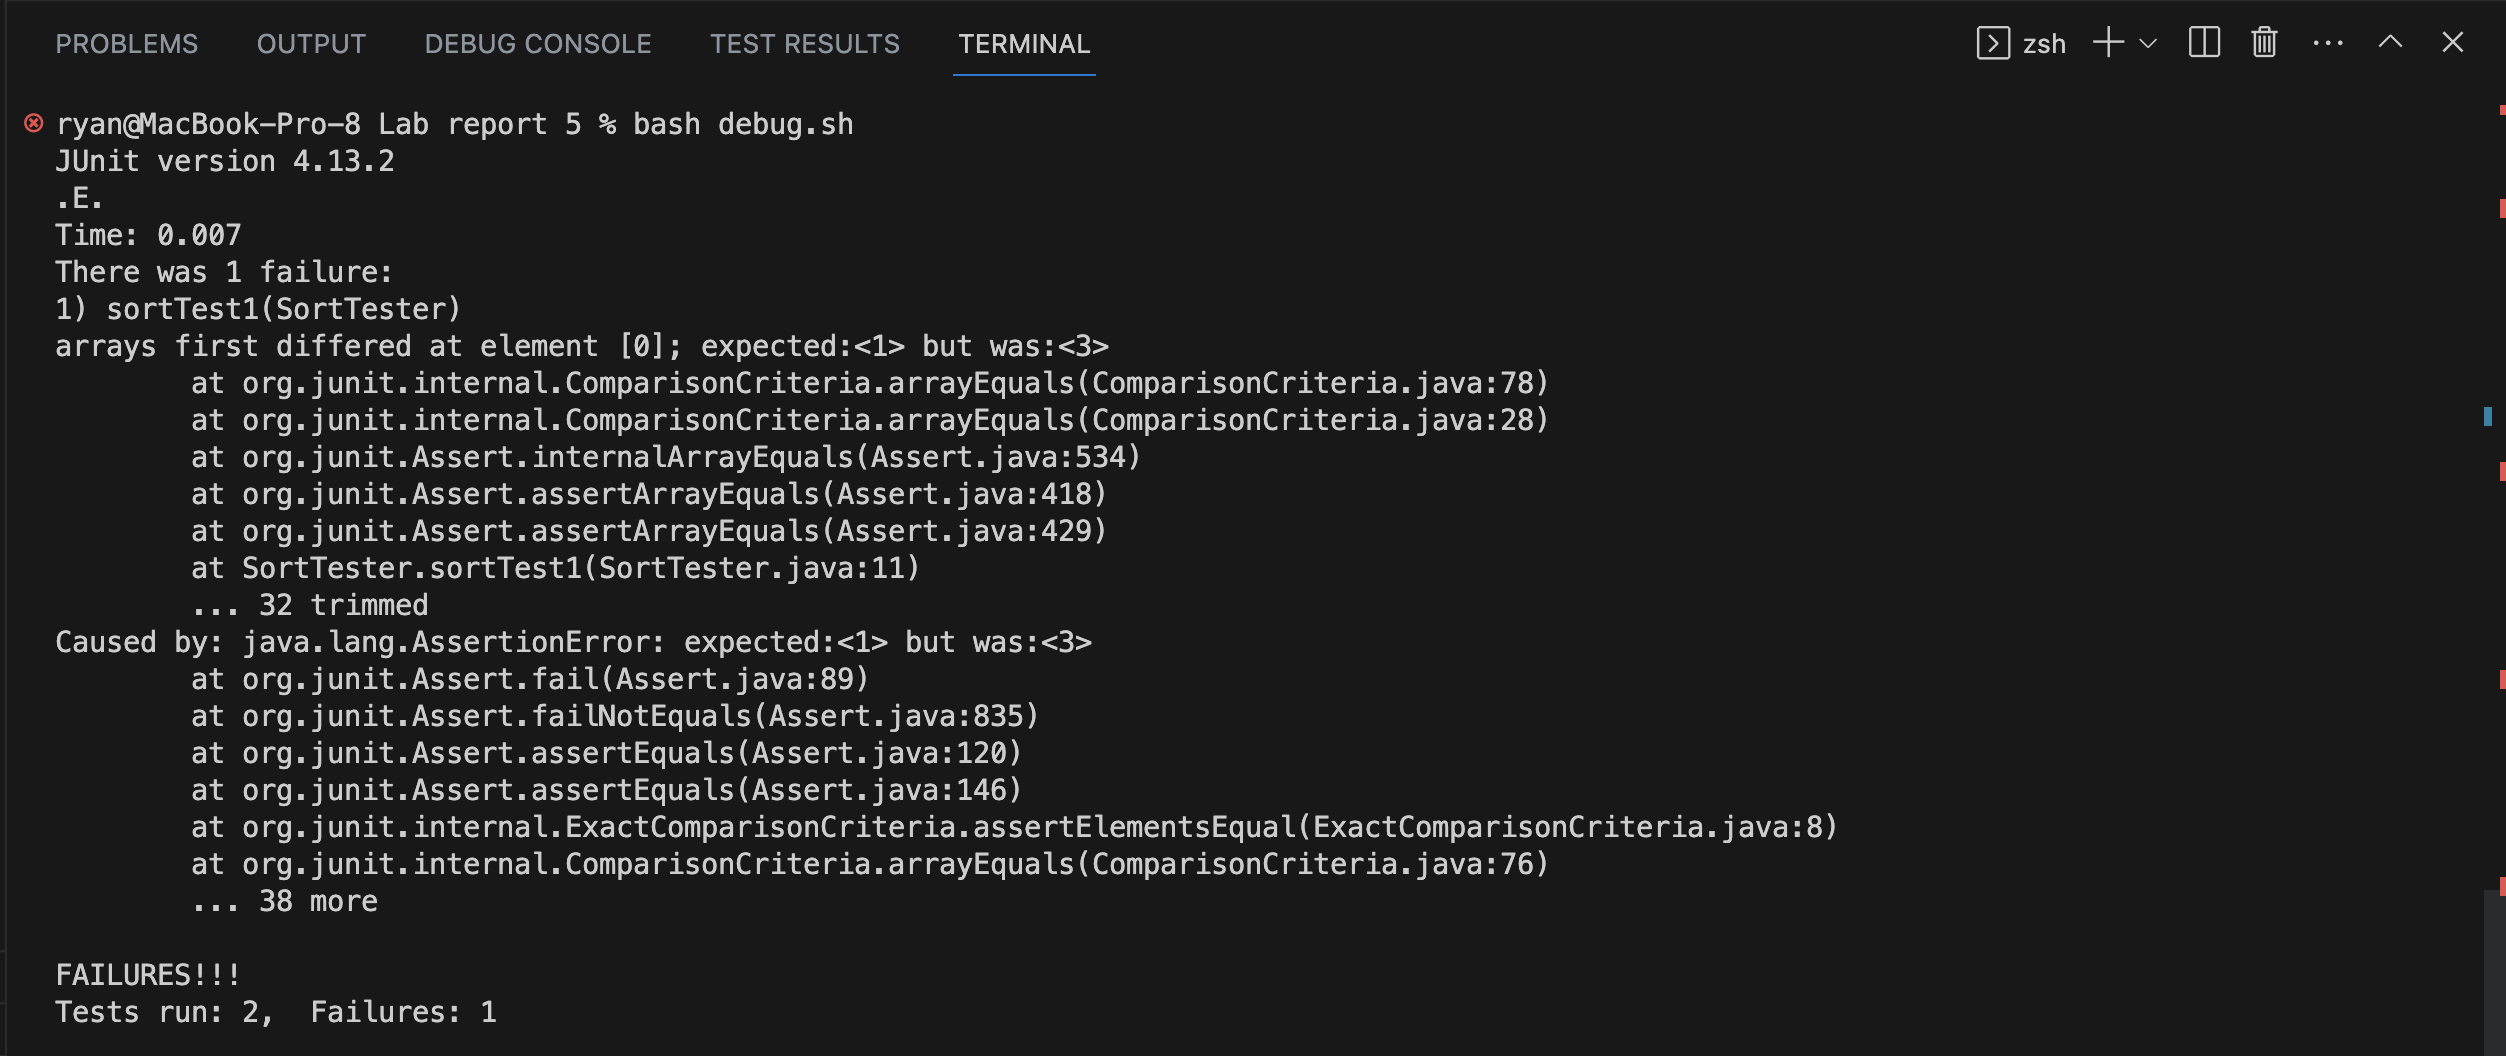 PROBLEMS OUTPUT DEBUG CONSOLE TEST RESULTS TERMINAL zsh
ryan@MacBook-Pro-8 Lab report 5 % bash debug.sh
JUnit version 4.13.2
.E.
Time: 0.007
There was 1 failure:
1) sortTest1(SortTester)
arrays first differed at element [0]; expected:<1> but was:<3>
        at org.junit.internal.ComparisonCriteria.arrayEquals(ComparisonCriteria.java:78)
        at org.junit.internal.ComparisonCriteria.arrayEquals(ComparisonCriteria.java:28)
        at org.junit.Assert.internalArrayEquals(Assert.java:534)
        at org.junit.Assert.assertArrayEquals(Assert.java:418)
        at org.junit.Assert.assertArrayEquals(Assert.java:429)
        at SortTester.sortTest1(SortTester.java:11)
        ... 32 trimmed
Caused by: java.lang.AssertionError: expected:<1> but was:<3>
        at org.junit.Assert.fail(Assert.java:89)
        at org.junit.Assert.failNotEquals(Assert.java:835)
        at org.junit.Assert.assertEquals(Assert.java:120)
        at org.junit.Assert.assertEquals(Assert.java:146)
        at org.junit.internal.ExactComparisonCriteria.assertElementsEqual(ExactComparisonCriteria.java:8)
        at org.junit.internal.ComparisonCriteria.arrayEquals(ComparisonCriteria.java:76)
        ... 38 more
FAILURES!!!
Tests run: 2,  Failures: 1